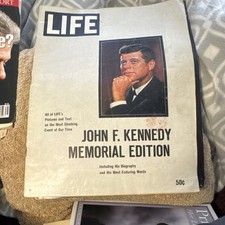 LIFE
All of LIFE's
Pictures and Text
on the Most Shocking
Event of Our Time
JOHN F. KENNEDY
MEMORIAL EDITION
Including His Biography
and His Most Enduring Words
50¢
e?